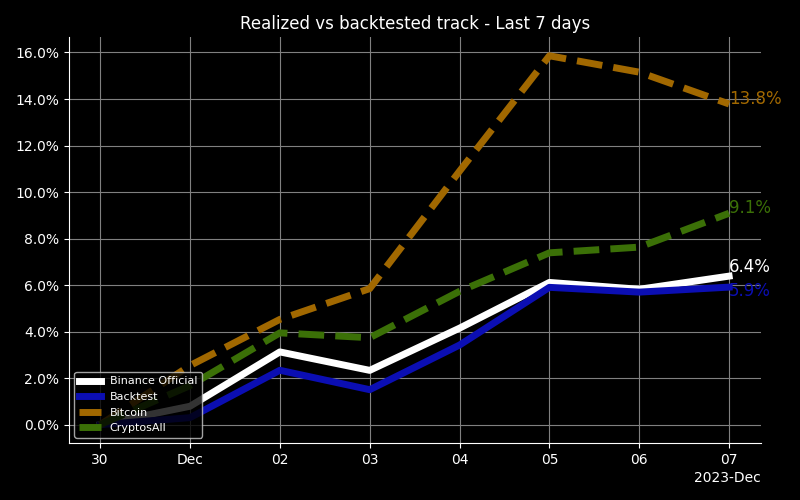 Realized vs backtested track - Last 7 days
16.0%
14.0%
12.0%
10.0%
8.0%
6.0%
4.0%
2.0%
0.0%
13.8%
9.1%
6.4%
5.9%
Binance Official
Backtest
Bitcoin
CryptosAll
30 Dec 02 03 04 05 06 07
2023-Dec